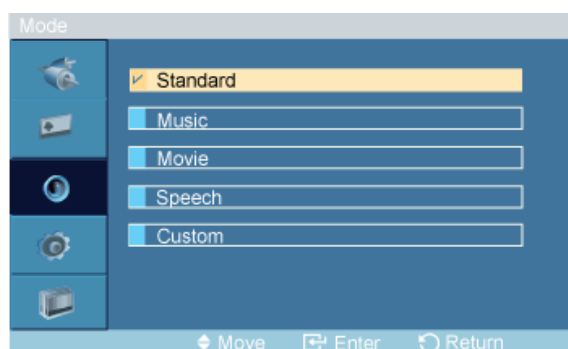 Mode
Standard
Music
Movie
Speech
Custom
Move Enter Return